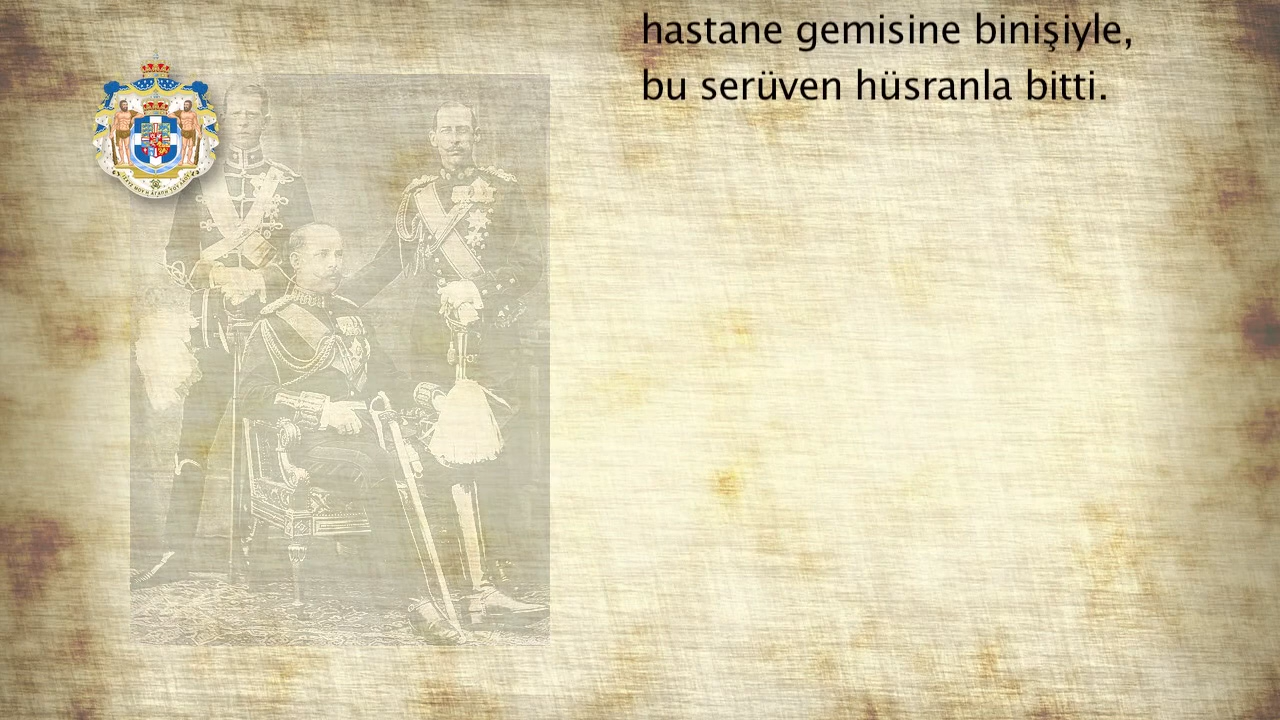 hastane gemisine binişiyle,
bu serüven hüsranla bitti.